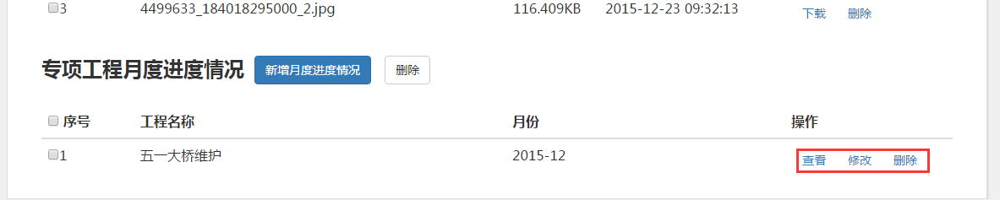 3 4499633_184018295000_2.jpg 116.409KB 2015-12-23 09:32:13 下载 删除
专项工程月度进度情况 新增月度进度情况 删除
序号 工程名称 月份 操作
1 五一大桥维护 2015-12 查看 修改 删除